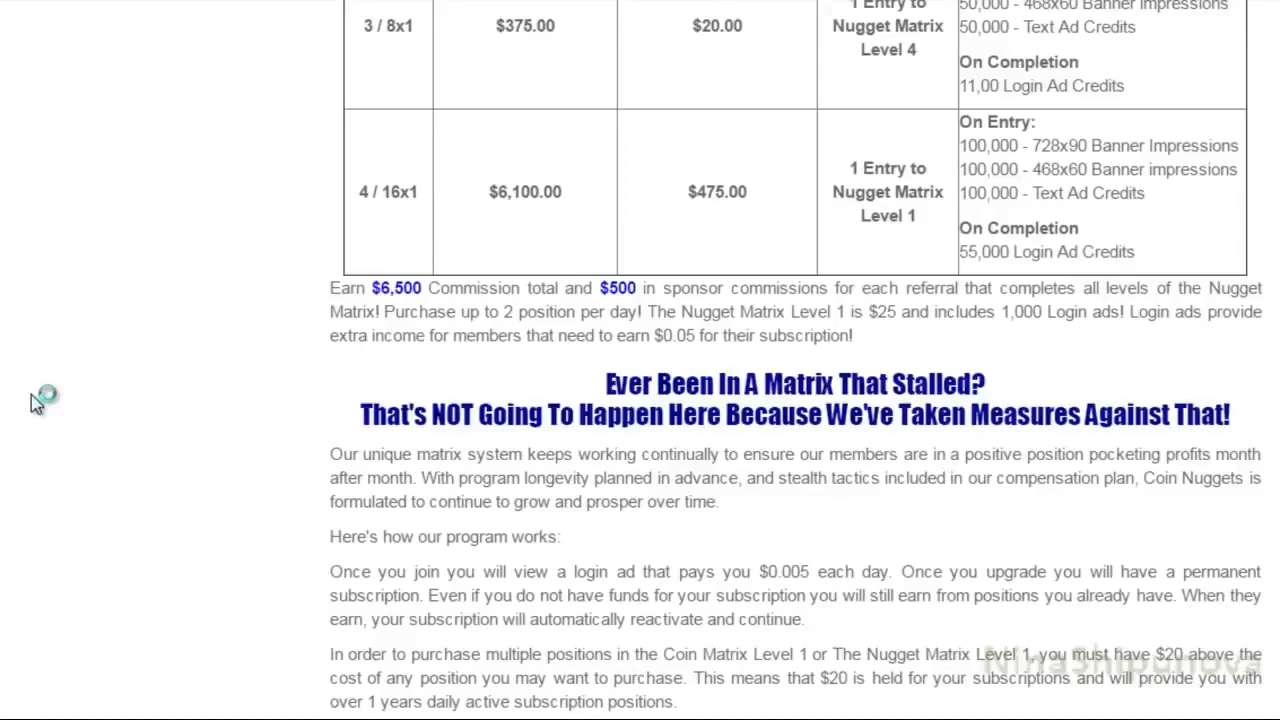 50,000 - 468x60 Banner Impressions
3 / 8x1 $375.00 $20.00 1 Entry to Nugget Matrix Level 4
50,000 - Text Ad Credits
On Completion
11,00 Login Ad Credits
On Entry:
100,000 - 728x90 Banner Impressions
4 / 16x1 $6,100.00 $475.00 1 Entry to Nugget Matrix Level 1
100,000 - 468x60 Banner impressions
100,000 - Text Ad Credits
On Completion
55,000 Login Ad Credits
Earn $6,500 Commission total and $500 in sponsor commissions for each referral that completes all levels of the Nugget
Matrix! Purchase up to 2 position per day! The Nugget Matrix Level 1 is $25 and includes 1,000 Login ads! Login ads provide
extra income for members that need to earn $0.05 for their subscription!
Ever Been In A Matrix That Stalled?
That's NOT Going To Happen Here Because We've Taken Measures Against That!
Our unique matrix system keeps working continually to ensure our members are in a positive position pocketing profits month
after month. With program longevity planned in advance, and stealth tactics included in our compensation plan, Coin Nuggets is
formulated to continue to grow and prosper over time.
Here's how our program works:
Once you join you will view a login ad that pays you $0.005 each day. Once you upgrade you will have a permanent
subscription. Even if you do not have funds for your subscription you will still earn from positions you already have. When they
earn, your subscription will automatically reactivate and continue.
In order to purchase multiple positions in the Coin Matrix Level 1 or The Nugget Matrix Level 1, you must have $20 above the
cost of any position you may want to purchase. This means that $20 is held for your subscriptions and will provide you with
over 1 years daily active subscription positions.
NinaShipunova